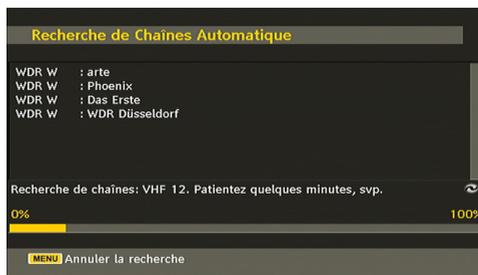 Recherche de Chaînes Automatique
WDR W : arte
WDR W : Phoenix
WDR W : Das Erste
WDR W : WDR Düsseldorf
Recherche de chaînes: VHF 12. Patientez quelques minutes, svp.
0% 100%
MENU Annuler la recherche